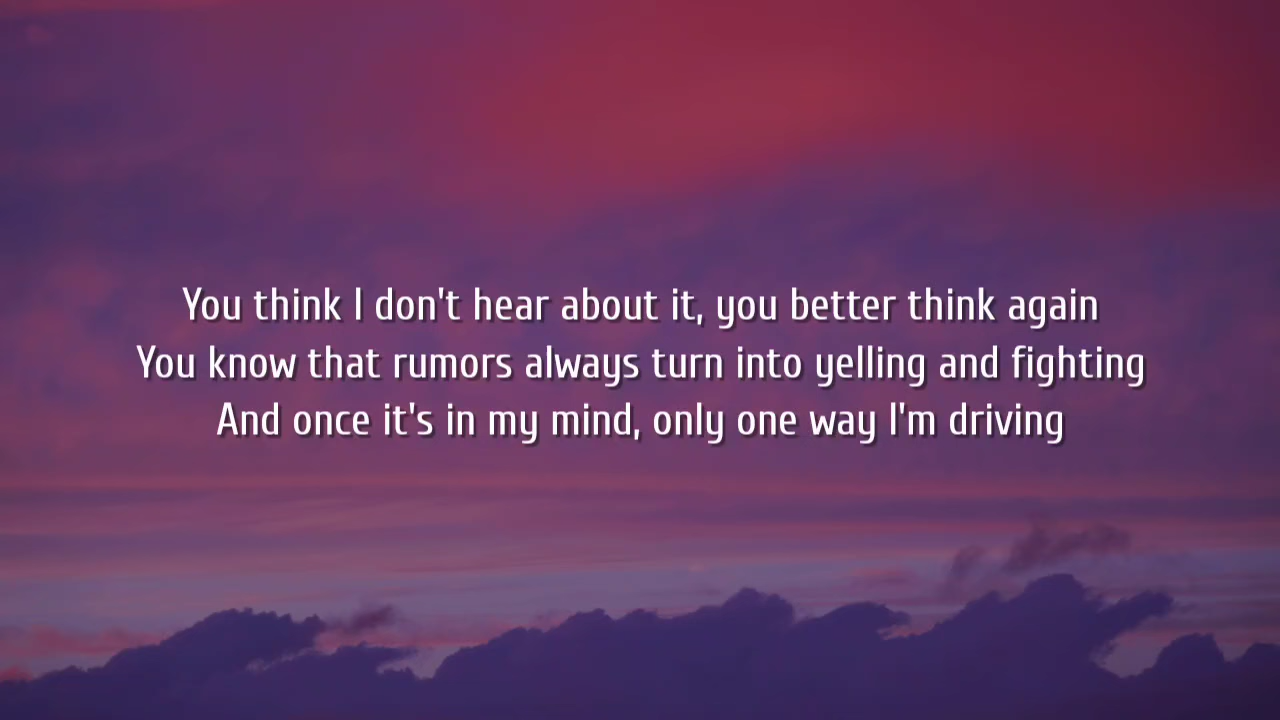 You think I don't hear about it, you better think again
You know that rumors always turn into yelling and fighting
And once it's in my mind, only one way I'm driving